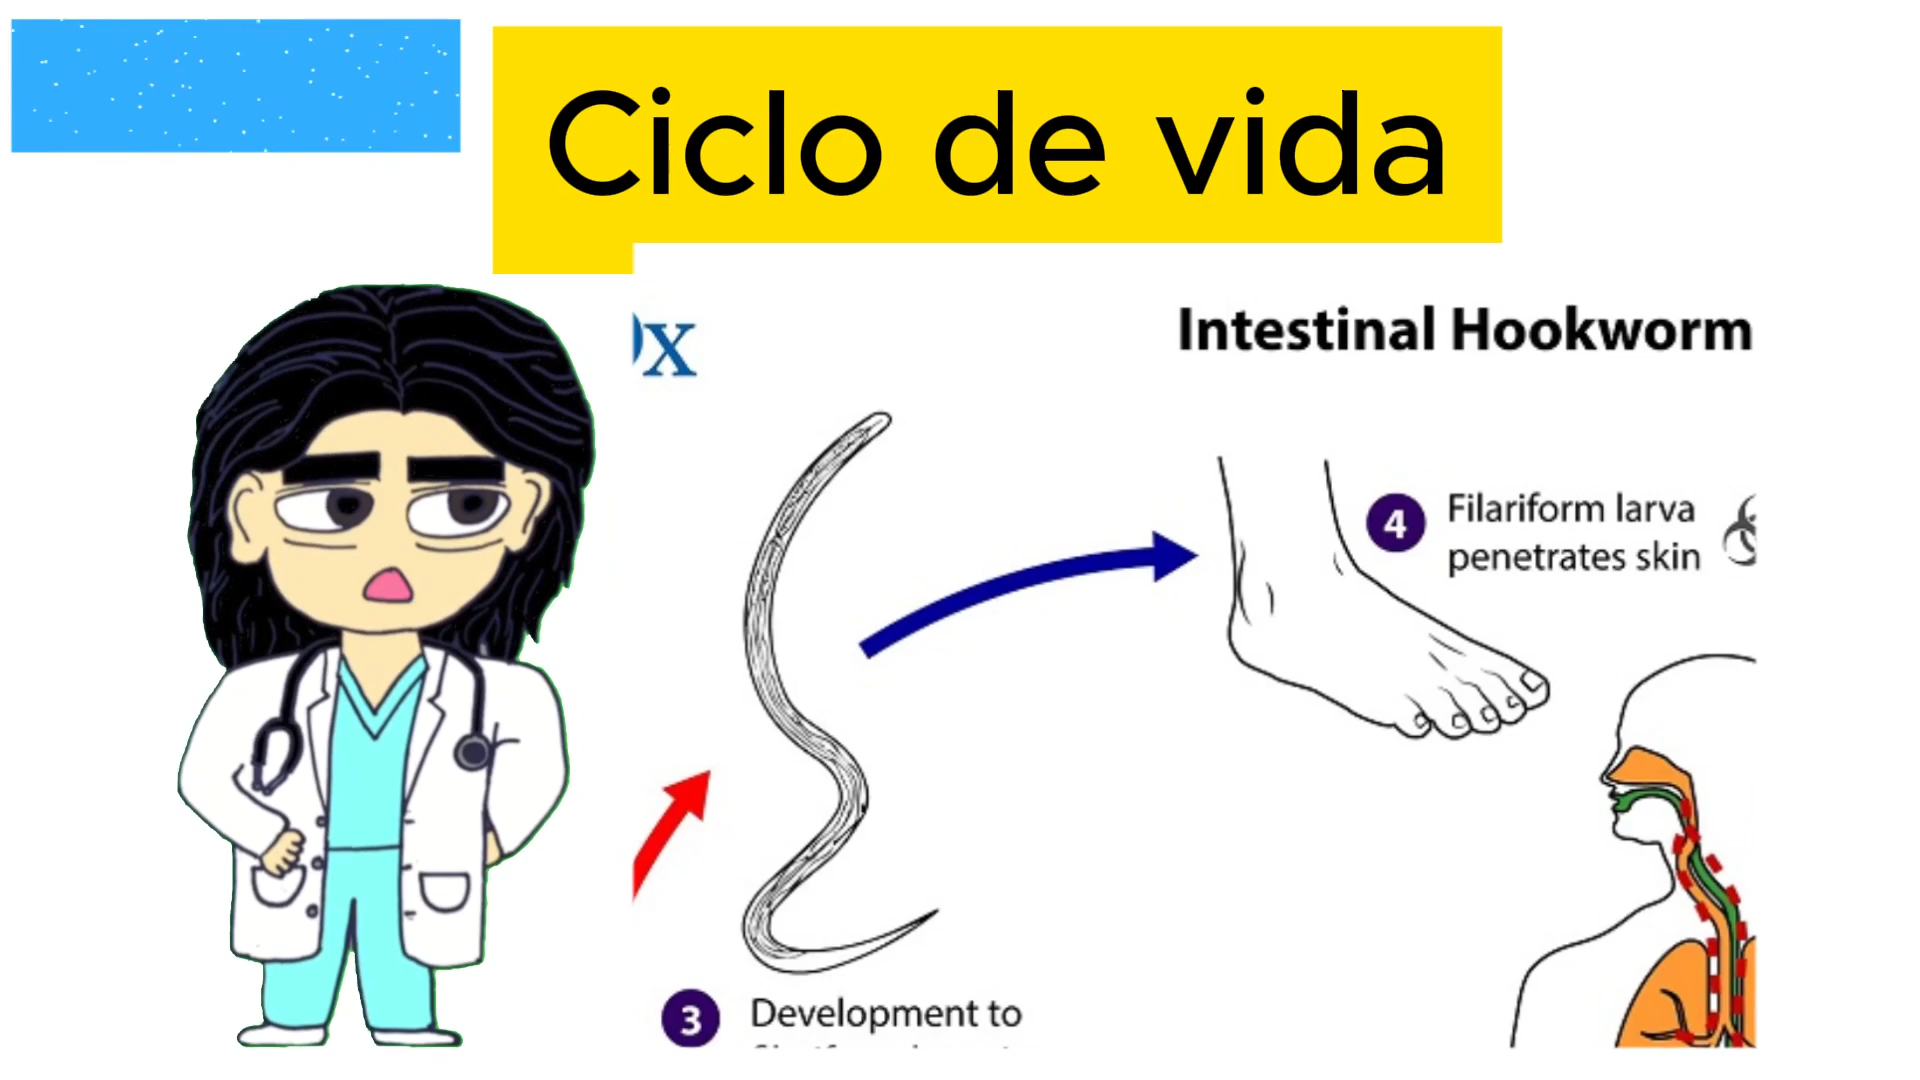 Ciclo de vida
X
Intestinal Hookworm
4 Filariform larva
penetrates skin
3 Development to